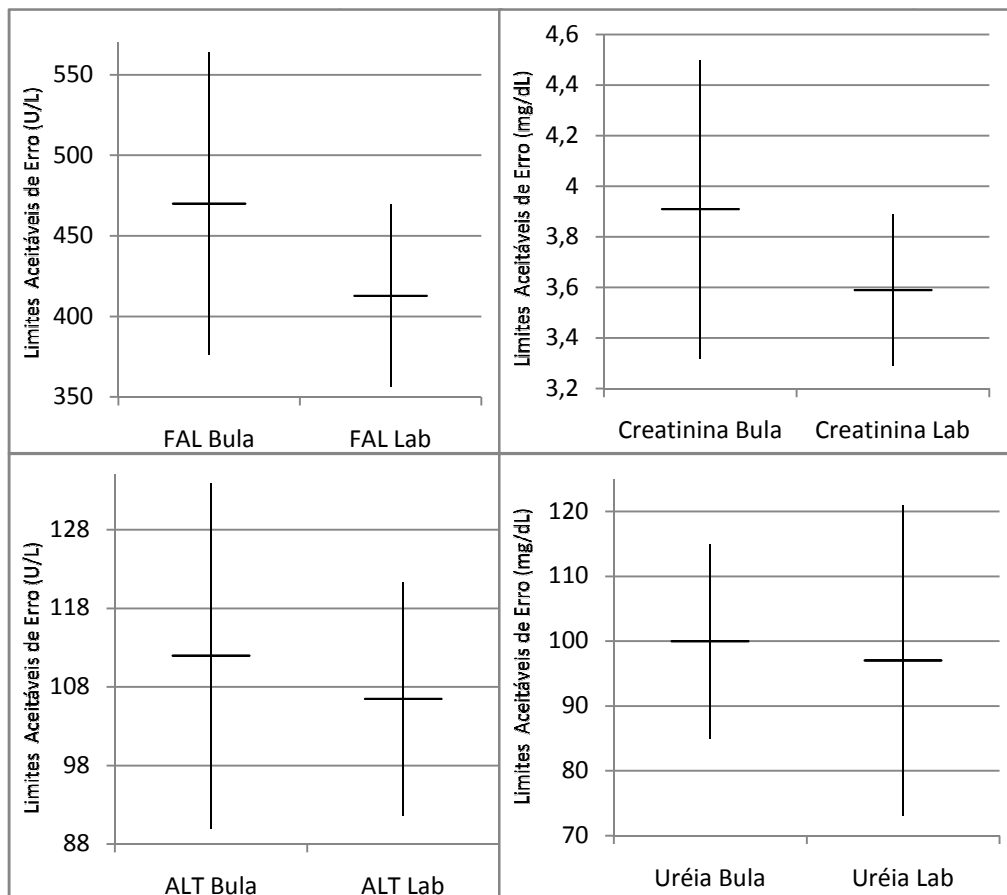 Limites Aceitáveis de Erro (U/L)
550
500
450
400
350
FAL Bula
FAL Lab
Limites Aceitáveis de Erro (mg/dL)
4,6
4,4
4,2
4
3,8
3,6
3,4
3,2
Creatinina Bula
Creatinina Lab
Limites Aceitáveis de Erro (U/L)
128
118
108
98
88
ALT Bula
ALT Lab
Limites Aceitáveis de Erro (mg/dL)
120
110
100
90
80
70
Uréia Bula
Uréia Lab